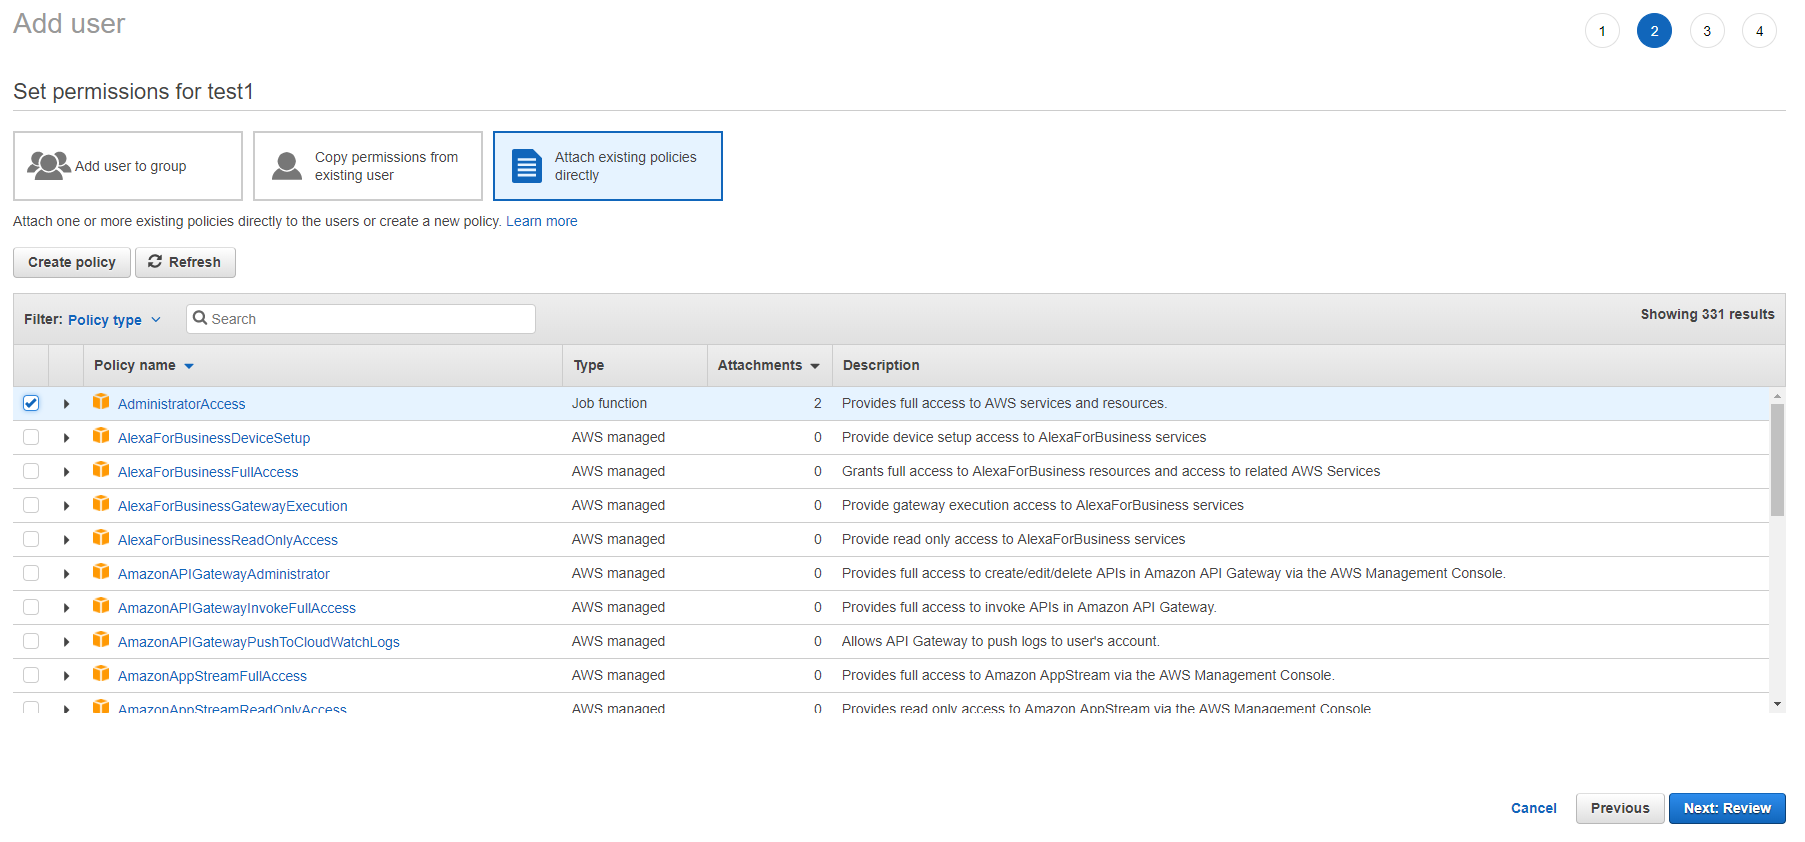 Add user
1 2 3 4
Set permissions for test1
Add user to group
Copy permissions from
existing user
Attach existing policies
directly
Attach one or more existing policies directly to the users or create a new policy. Learn more
Create policy Refresh
Filter: Policy type Search Showing 331 results
Policy name Type Attachments Description
AdministratorAccess Job function 2 Provides full access to AWS services and resources.
AlexaForBusinessDeviceSetup AWS managed 0 Provide device setup access to AlexaForBusiness services
AlexaForBusinessFullAccess AWS managed 0 Grants full access to AlexaForBusiness resources and access to related AWS Services
AlexaForBusinessGatewayExecution AWS managed 0 Provide gateway execution access to AlexaForBusiness services
AlexaForBusinessReadOnlyAccess AWS managed 0 Provide read only access to AlexaForBusiness services
AmazonAPIGatewayAdministrator AWS managed 0 Provides full access to create/edit/delete APIs in Amazon API Gateway via the AWS Management Console.
AmazonAPIGatewayInvokeFullAccess AWS managed 0 Provides full access to invoke APIs in Amazon API Gateway.
AmazonAPIGatewayPushToCloudWatchLogs AWS managed 0 Allows API Gateway to push logs to user's account.
AmazonAppStreamFullAccess AWS managed 0 Provides full access to Amazon AppStream via the AWS Management Console.
AmazonAppStreamReadOnlyAccess AWS managed 0 Provides read only access to Amazon AppStream via the AWS Management Console
Cancel Previous Next: Review